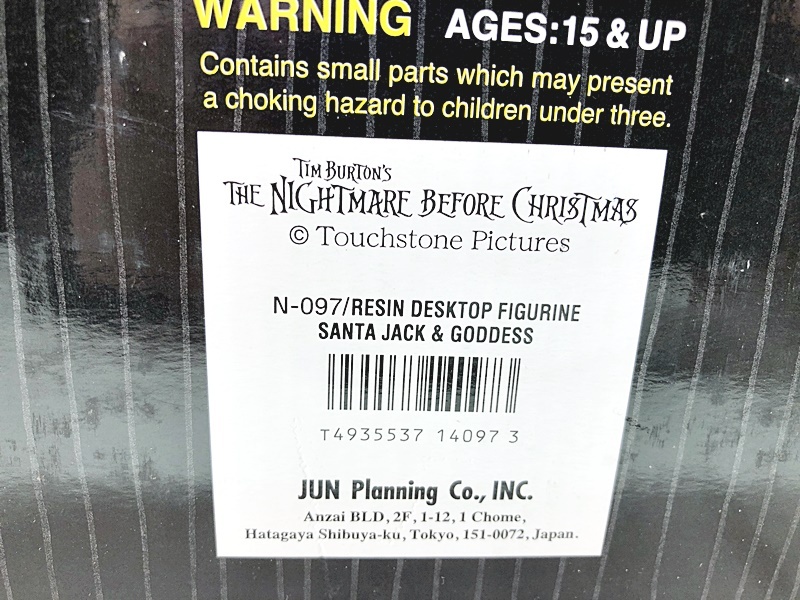 WARNING AGES:15 & UP
Contains small parts which may present
a choking hazard to children under three.
TIM BURTON'S
THE NIGHTMARE BEFORE CHRISTMAS
© Touchstone Pictures
N-097/RESIN DESKTOP FIGURINE
SANTA JACK & GODDESS
T4935537 14097 3
JUN Planning Co., INC.
Anzai BLD, 2F, 1-12, 1 Chome,
Hatagaya Shibuya-ku, Tokyo, 151-0072, Japan.